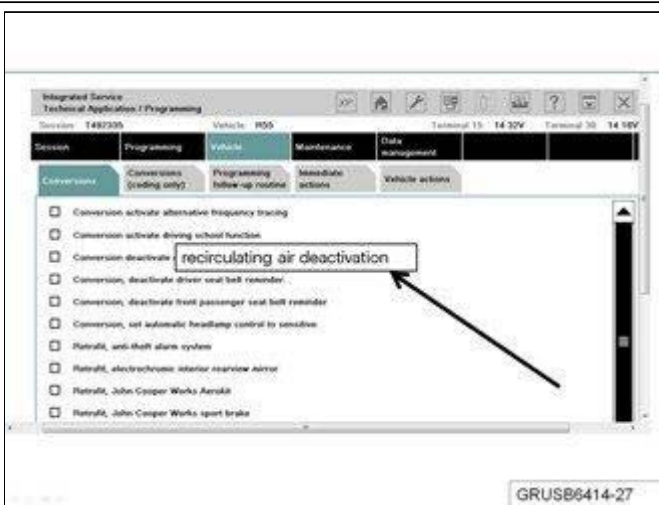 Integrated Service
Technical Application / Programming
Session T497335 Vehicle R55 Terminal 15 14.32V Terminal 30 14.18V
Session Programming Vehicle Maintenance Data management
Conversions Conversions (coding only) Programming follow-up routine Immediate actions Vehicle actions
Conversion activate alternative frequency tracing
Conversion activate driving school function
Conversion deactivate
recirculating air deactivation
Conversion, deactivate driver seat belt reminder
Conversion, deactivate front passenger seat belt reminder
Conversion, set automatic headlamp control to sensitive
Retrofit, anti-theft alarm system
Retrofit, electrochromic interior rearview mirror
Retrofit, John Cooper Works Aerokit
Retrofit, John Cooper Works sport brake
GRUSB6414-27